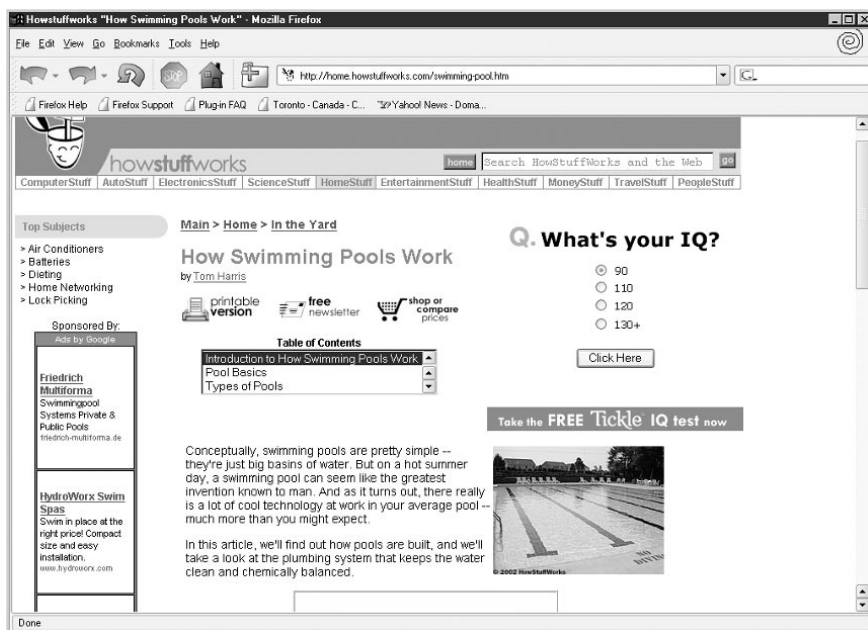 Howstuffworks "How Swimming Pools Work" - Mozilla Firefox
File Edit View Go Bookmarks Tools Help
STOP
http://home.howstuffworks.com/swimming-pool.htm
G.
Firefox Help Firefox Support Plug-in FAQ Toronto - Canada - C... Yahoo! News - Doma...
howstuffworks
home Search HowStuffWorks and the Web go
ComputerStuff AutoStuff ElectronicsStuff ScienceStuff HomeStuff EntertainmentStuff HealthStuff MoneyStuff TravelStuff PeopleStuff
Top Subjects
> Air Conditioners
> Batteries
> Dieting
> Home Networking
> Lock Picking
Sponsored By:
Ads by Google
Friedrich
Multiforma
Swimmingpool
Systems Private &
Public Pools
friedrich-multiforma.de
HydroWorx Swim
Spas
Swim in place at the
right price! Compact
size and easy
installation.
www.hydroworx.com
Main > Home > In the Yard
How Swimming Pools Work
by Tom Harris
printable version
free newsletter
shop or compare prices
Table of Contents
Introduction to How Swimming Pools Work
Pool Basics
Types of Pools
Conceptually, swimming pools are pretty simple --
they're just big basins of water. But on a hot summer
day, a swimming pool can seem like the greatest
invention known to man. And as it turns out, there really
is a lot of cool technology at work in your average pool --
much more than you might expect.
In this article, we'll find out how pools are built, and we'll
take a look at the plumbing system that keeps the water
clean and chemically balanced.
Q. What's your IQ?
90
110
120
130+
Click Here
Take the FREE Tickle IQ test now
NO DIVING
© 2002 HowStuffWorks
Done